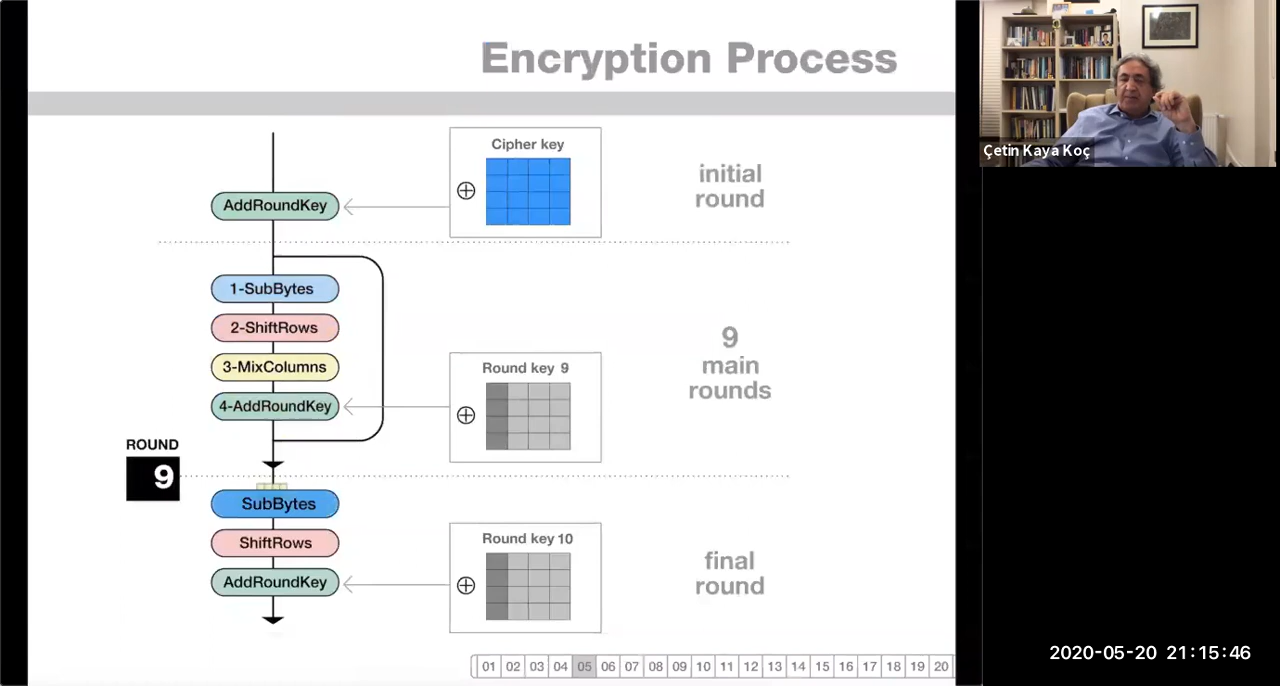 Encryption Process
Cipher key
initial
round
AddRoundKey
1-SubBytes
2-ShiftRows
3-MixColumns
4-AddRoundKey
9
main
rounds
Round key 9
ROUND
9
SubBytes
ShiftRows
AddRoundKey
Round key 10
final
round
01 02 03 04 05 06 07 08 09 10 11 12 13 14 15 16 17 18 19 20
Çetin Kaya Koç
2020-05-20 21:15:46